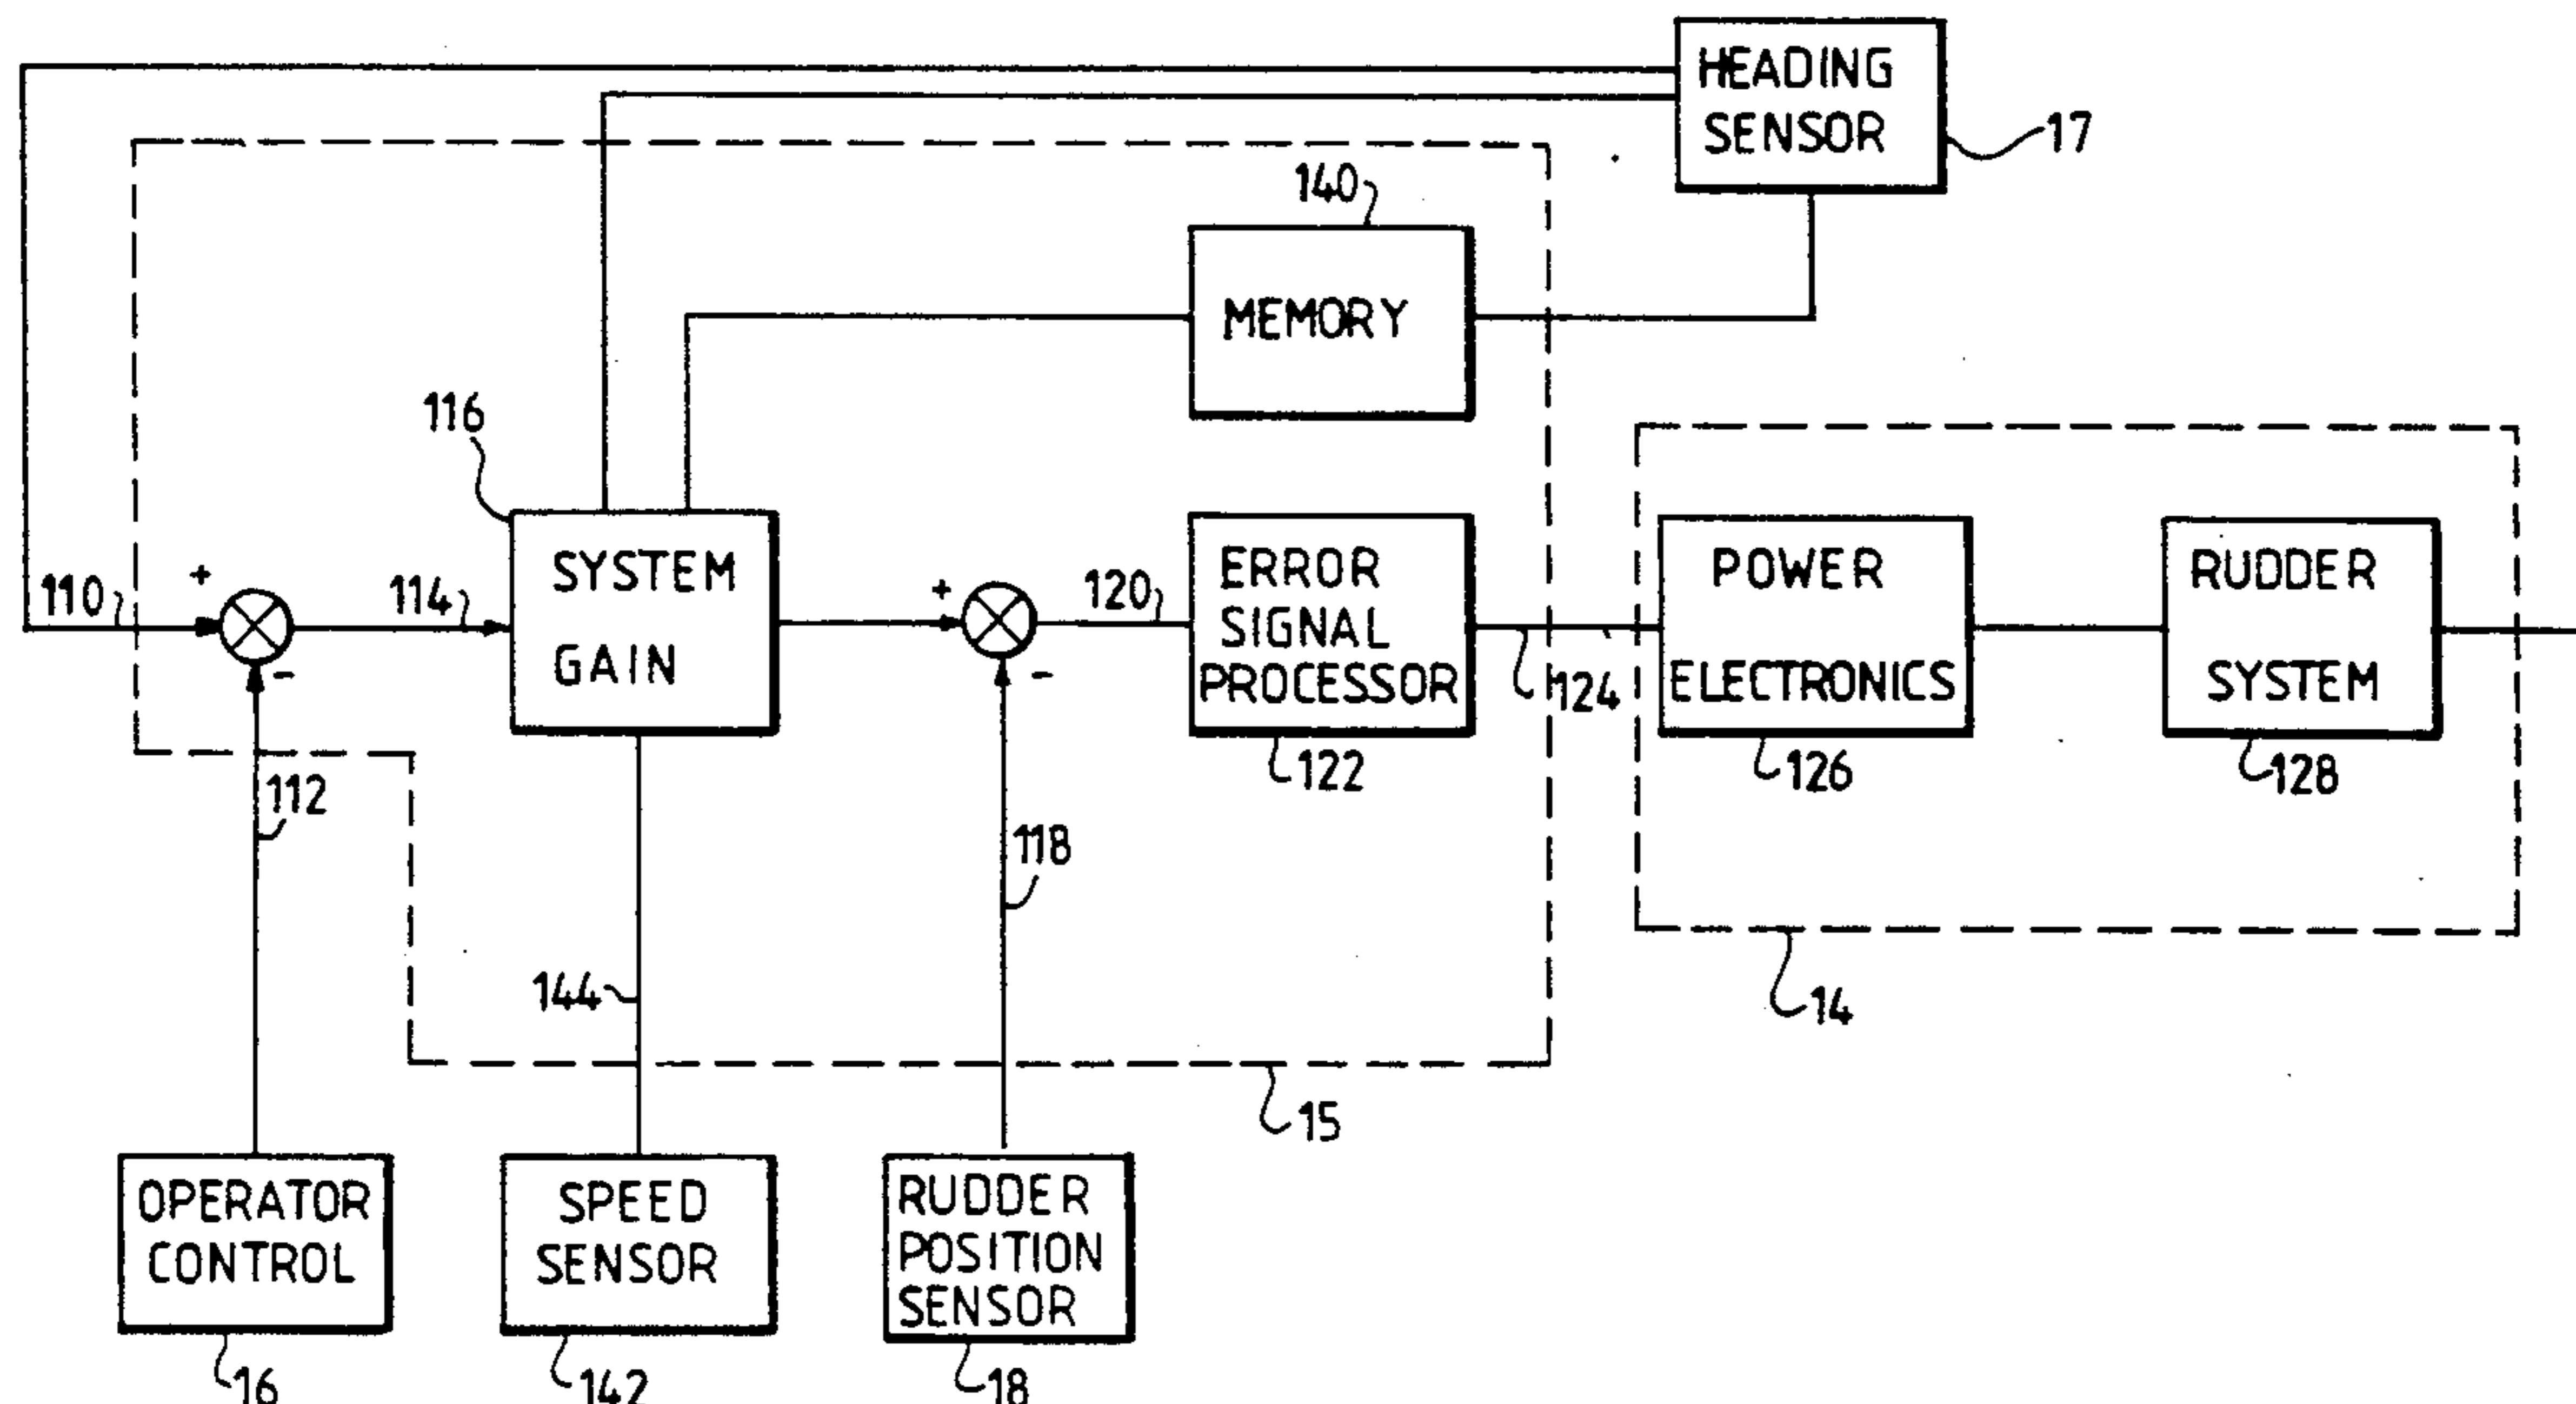 HEADING
SENSOR
17
140
MEMORY
116
SYSTEM
GAIN
+
-
110
114
112
+
-
120
118
ERROR
SIGNAL
PROCESSOR
122
124
POWER
ELECTRONICS
126
RUDDER
SYSTEM
128
14
144
15
OPERATOR
CONTROL
16
SPEED
SENSOR
142
RUDDER
POSITION
SENSOR
18